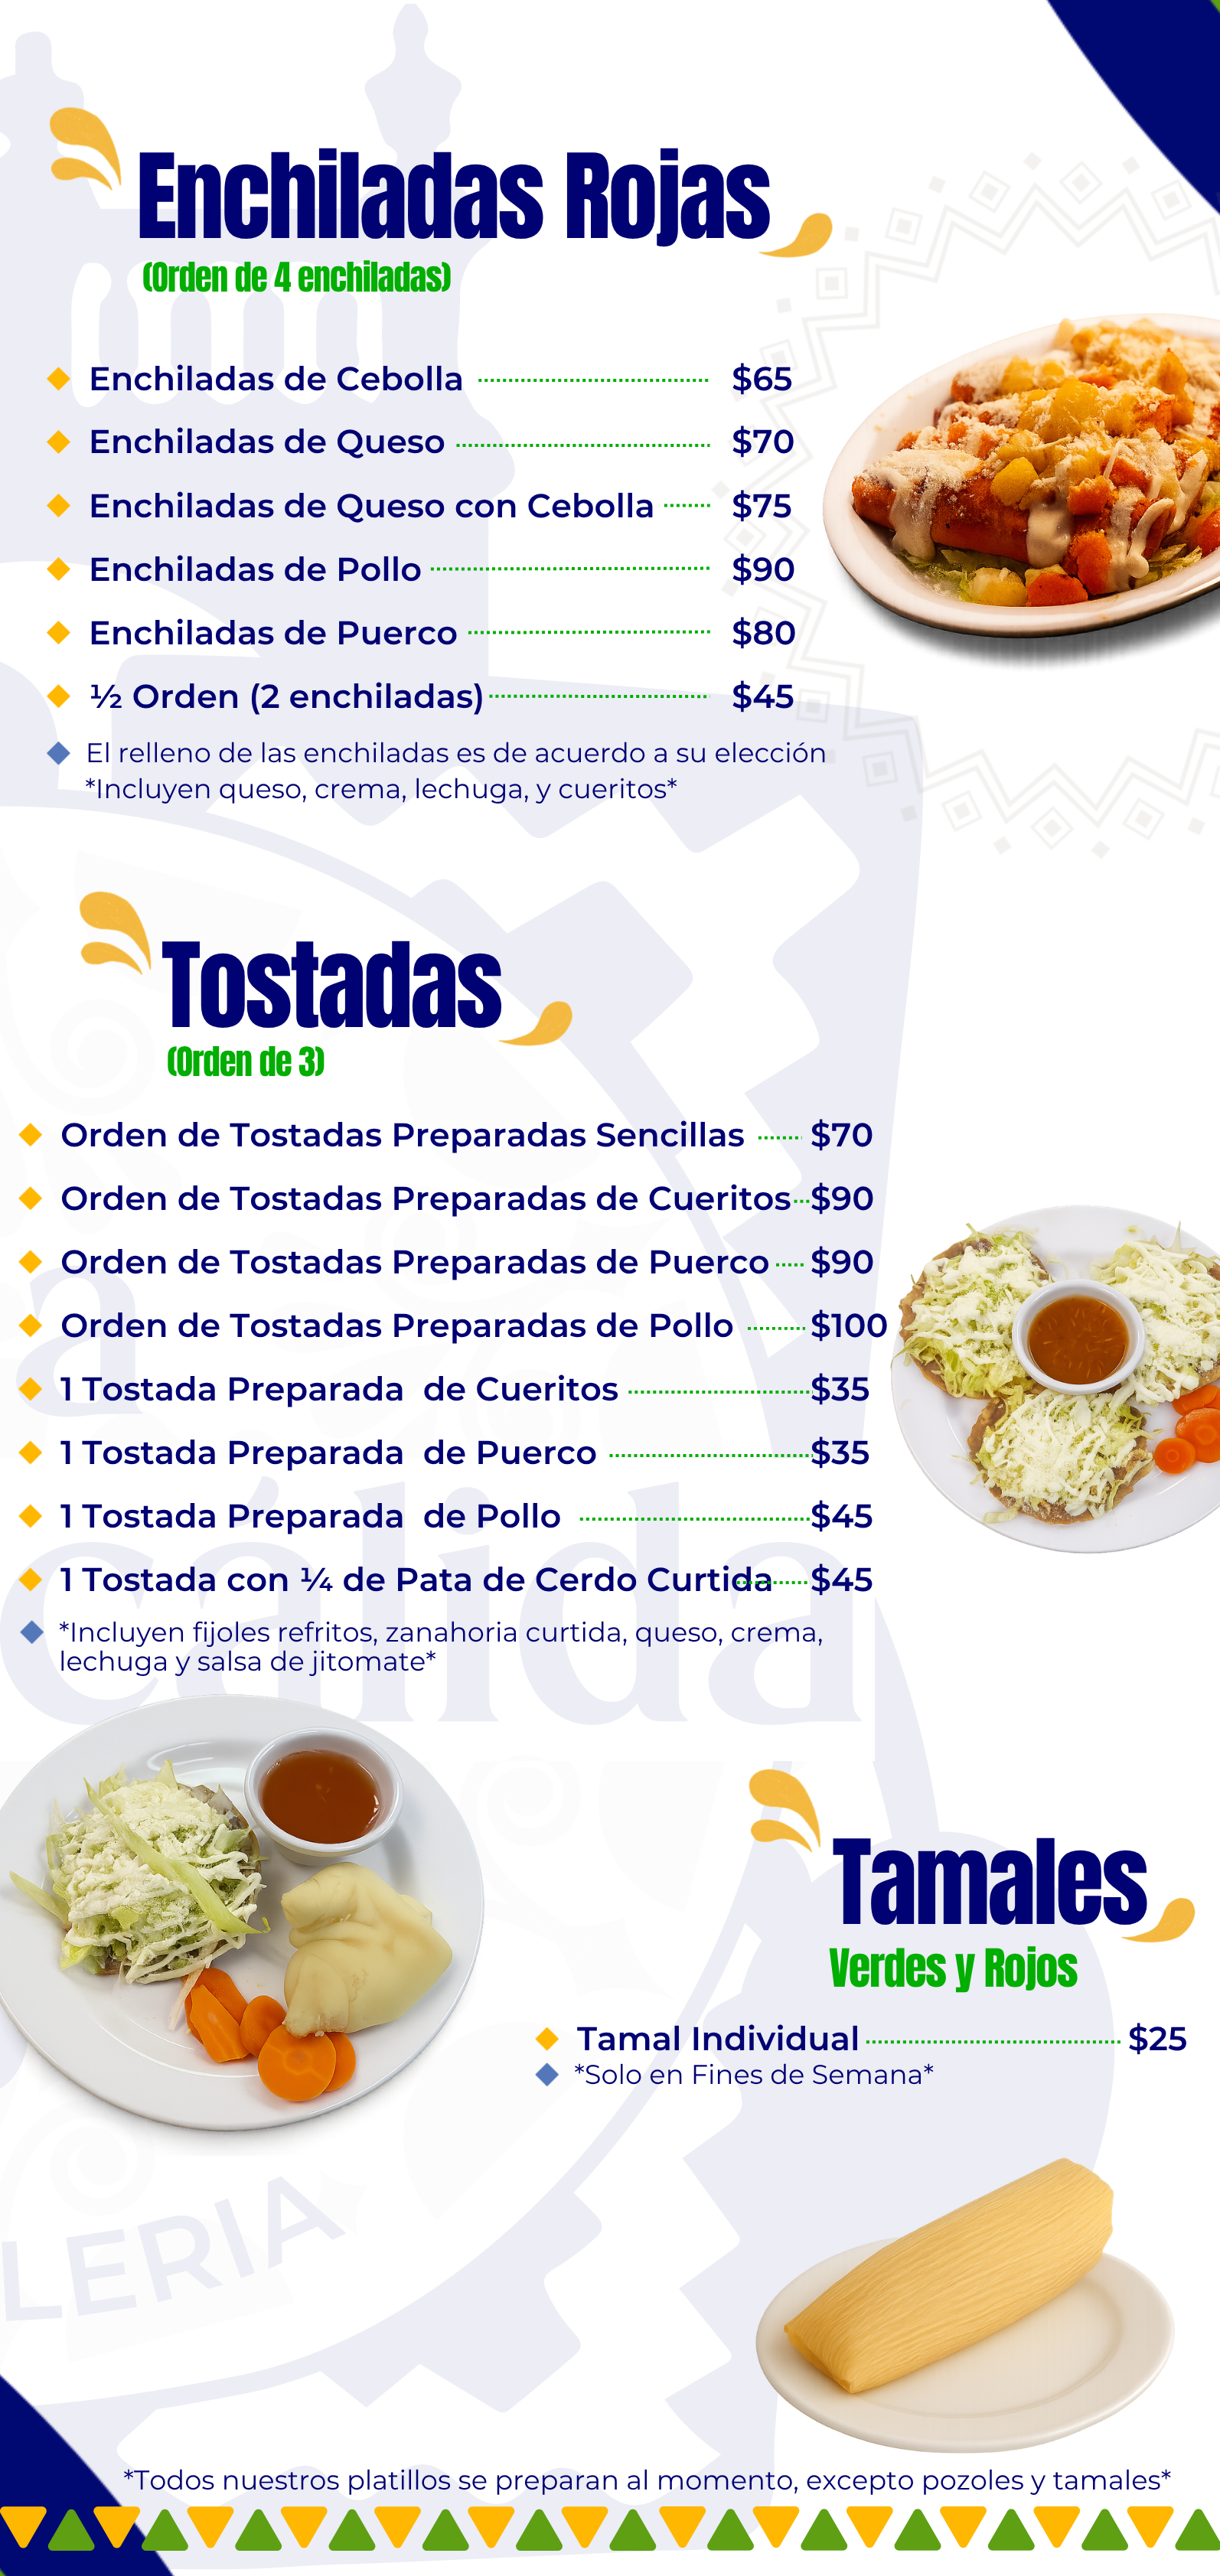 Enchiladas Rojas
(Orden de 4 enchiladas)
Enchiladas de Cebolla $65
Enchiladas de Queso $70
Enchiladas de Queso con Cebolla $75
Enchiladas de Pollo $90
Enchiladas de Puerco $80
½ Orden (2 enchiladas) $45
El relleno de las enchiladas es de acuerdo a su elección
*Incluyen queso, crema, lechuga, y cueritos*
Tostadas
(Orden de 3)
Orden de Tostadas Preparadas Sencillas $70
Orden de Tostadas Preparadas de Cueritos $90
Orden de Tostadas Preparadas de Puerco $90
Orden de Tostadas Preparadas de Pollo $100
1 Tostada Preparada de Cueritos $35
1 Tostada Preparada de Puerco $35
1 Tostada Preparada de Pollo $45
1 Tostada con ¼ de Pata de Cerdo Curtida $45
*Incluyen fijoles refritos, zanahoria curtida, queso, crema,
lechuga y salsa de jitomate*
a
cálida
Tamales
Verdes y Rojos
Tamal Individual $25
*Solo en Fines de Semana*
LERIA
*Todos nuestros platillos se preparan al momento, excepto pozoles y tamales*